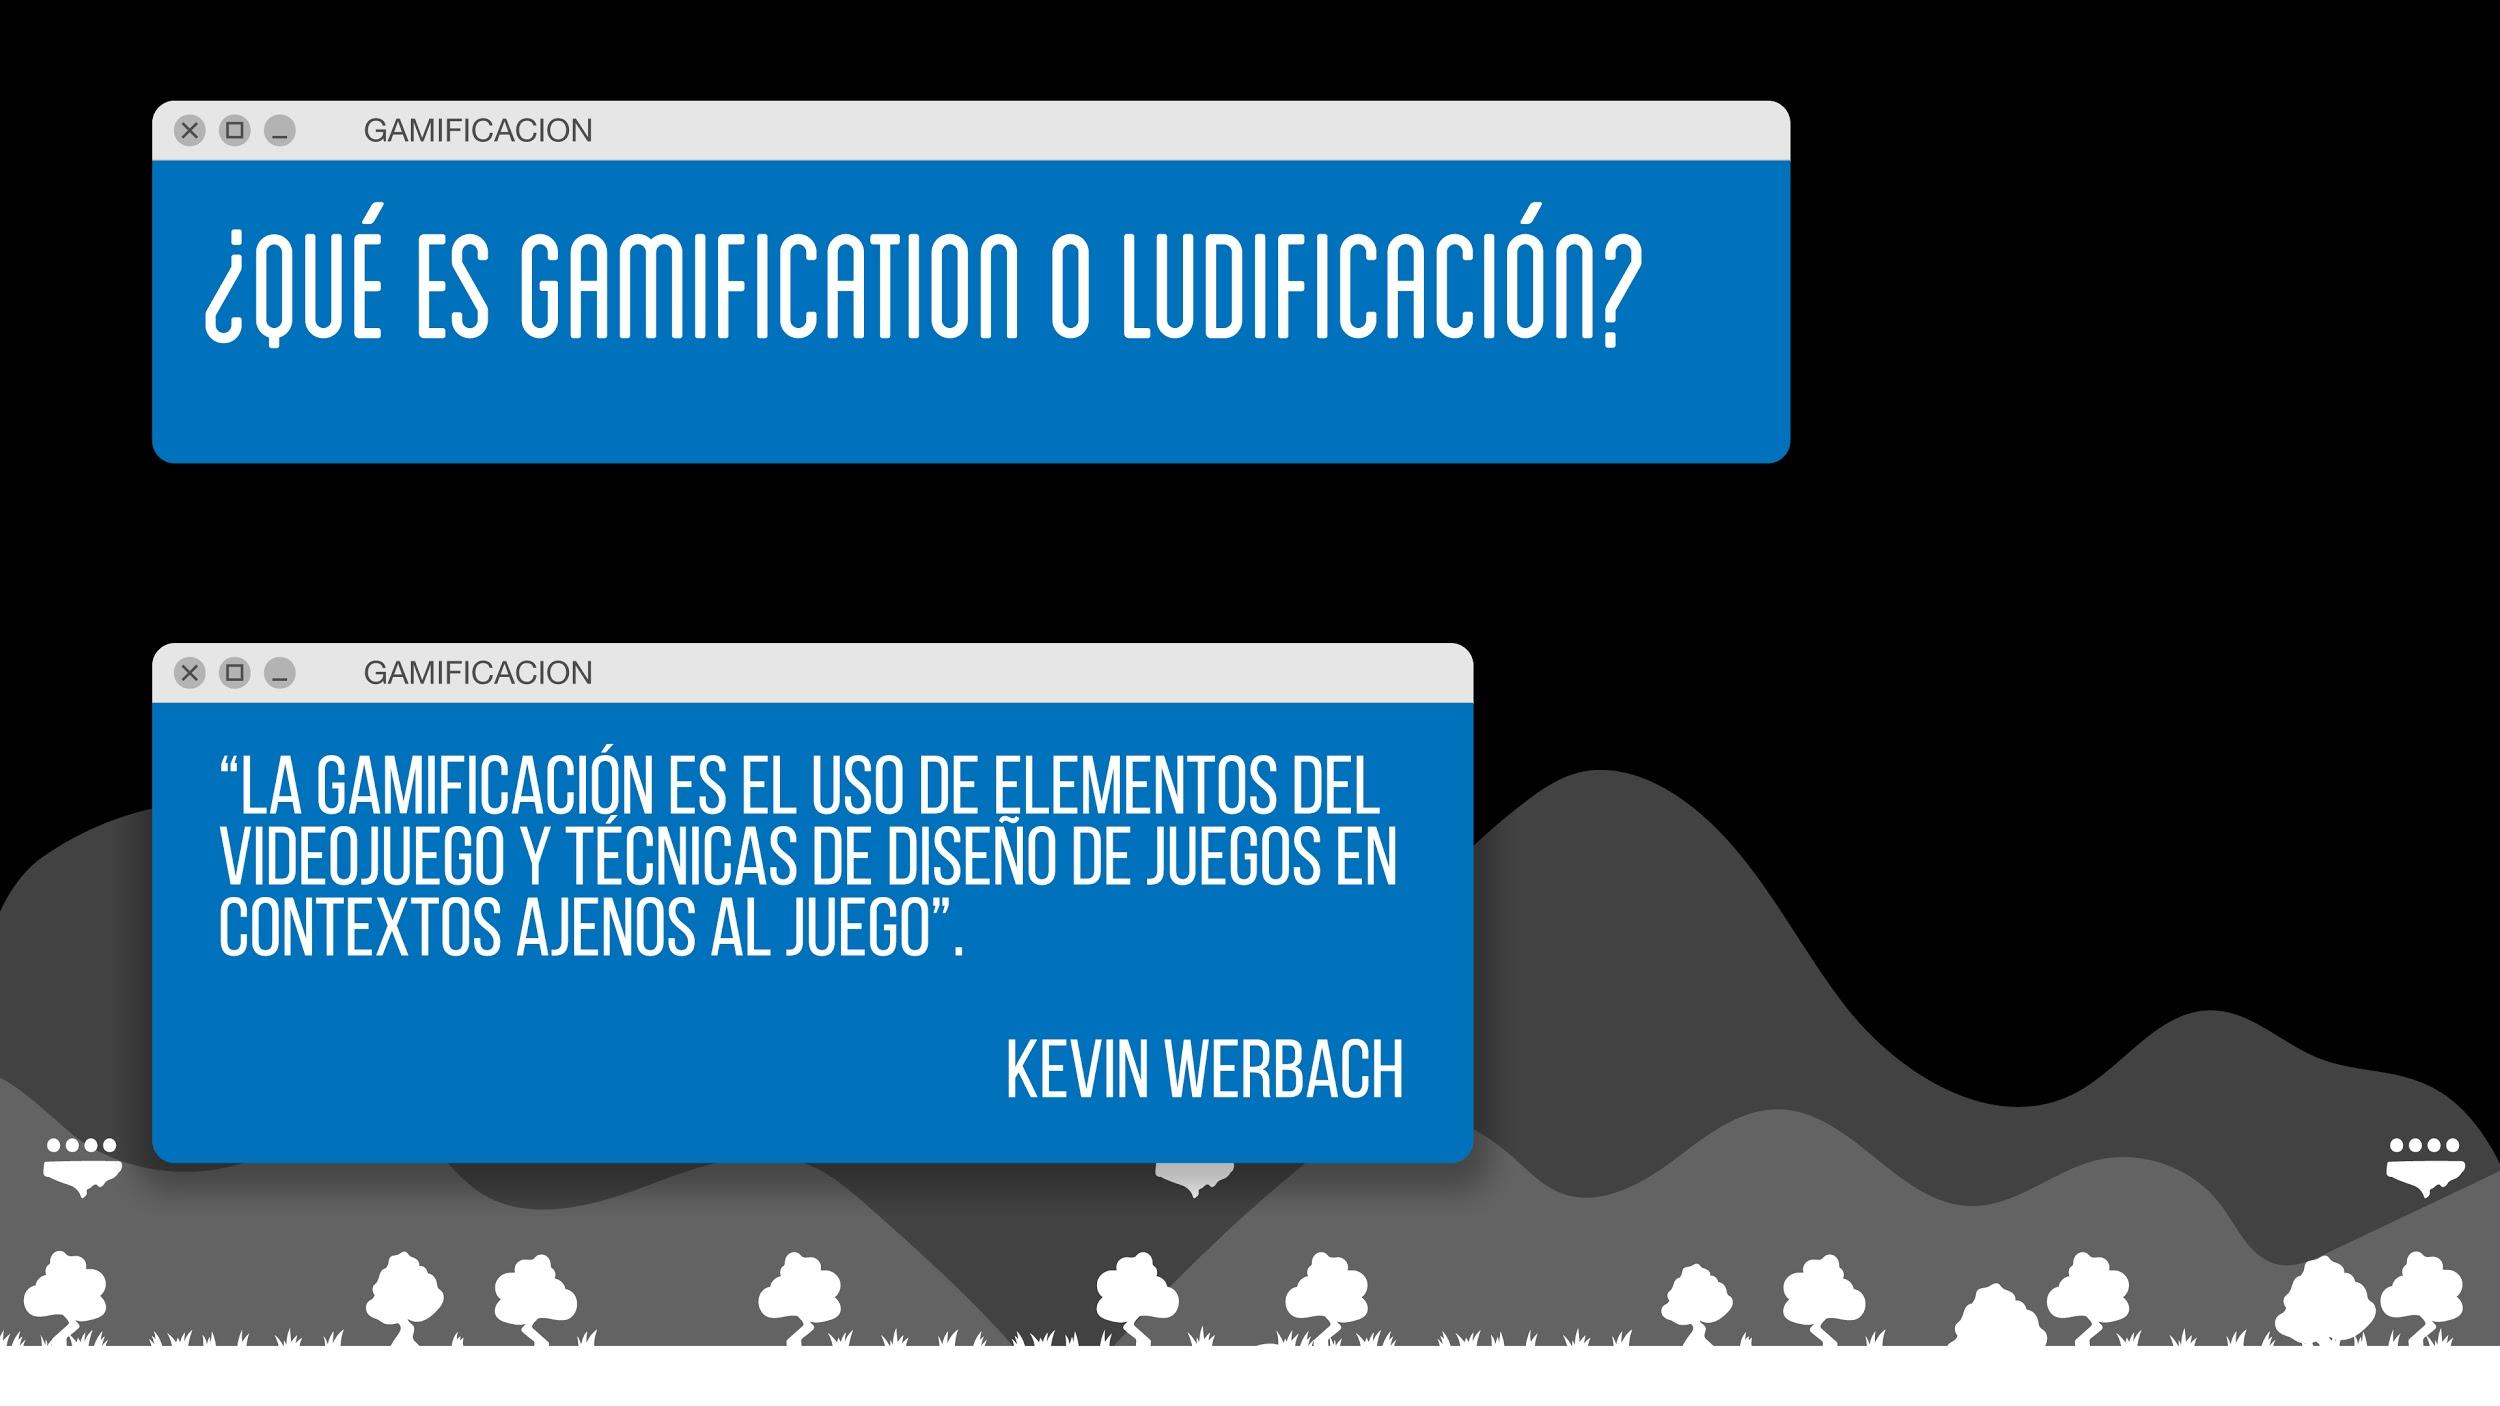 GAMIFICACION
¿QUÉ ES GAMIFICATION O LUDIFICACIÓN?
GAMIFICACION
“LA GAMIFICACIÓN ES EL USO DE ELEMENTOS DEL
VIDEOJUEGO Y TÉCNICAS DE DISEÑO DE JUEGOS EN
CONTEXTOS AJENOS AL JUEGO”.
KEVIN WERBACH